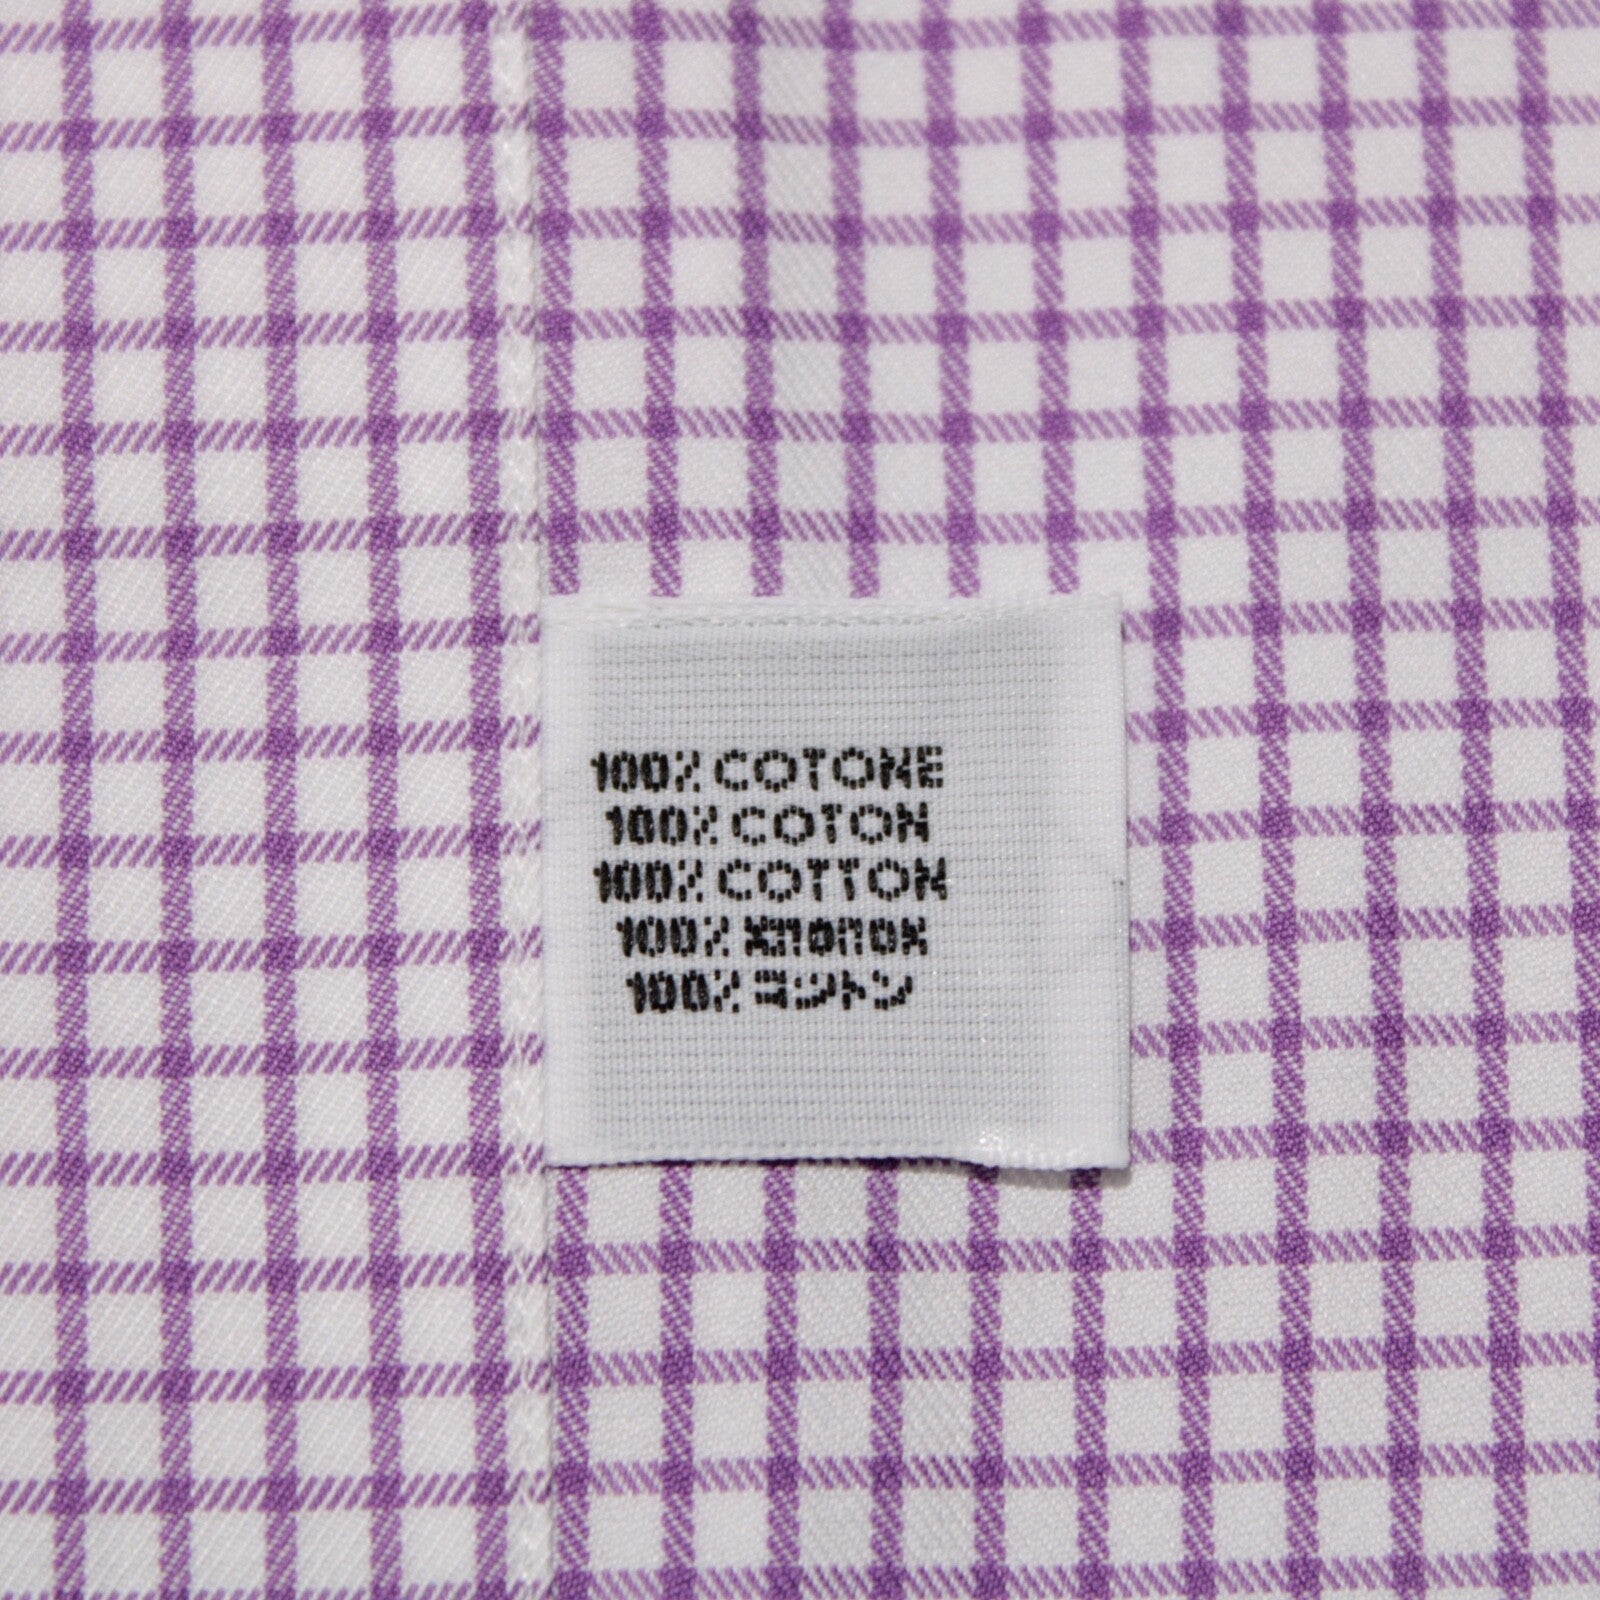 100% COTONE
100% COTON
100% COTTON
100% ХЛОПОК
100% コットン